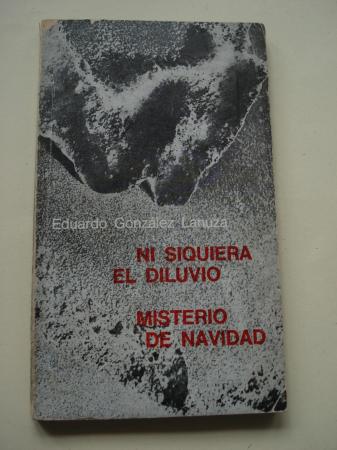 Eduardo González Lanuza
NI SIQUIERA
EL DILUVIO
MISTERIO
DE NAVIDAD